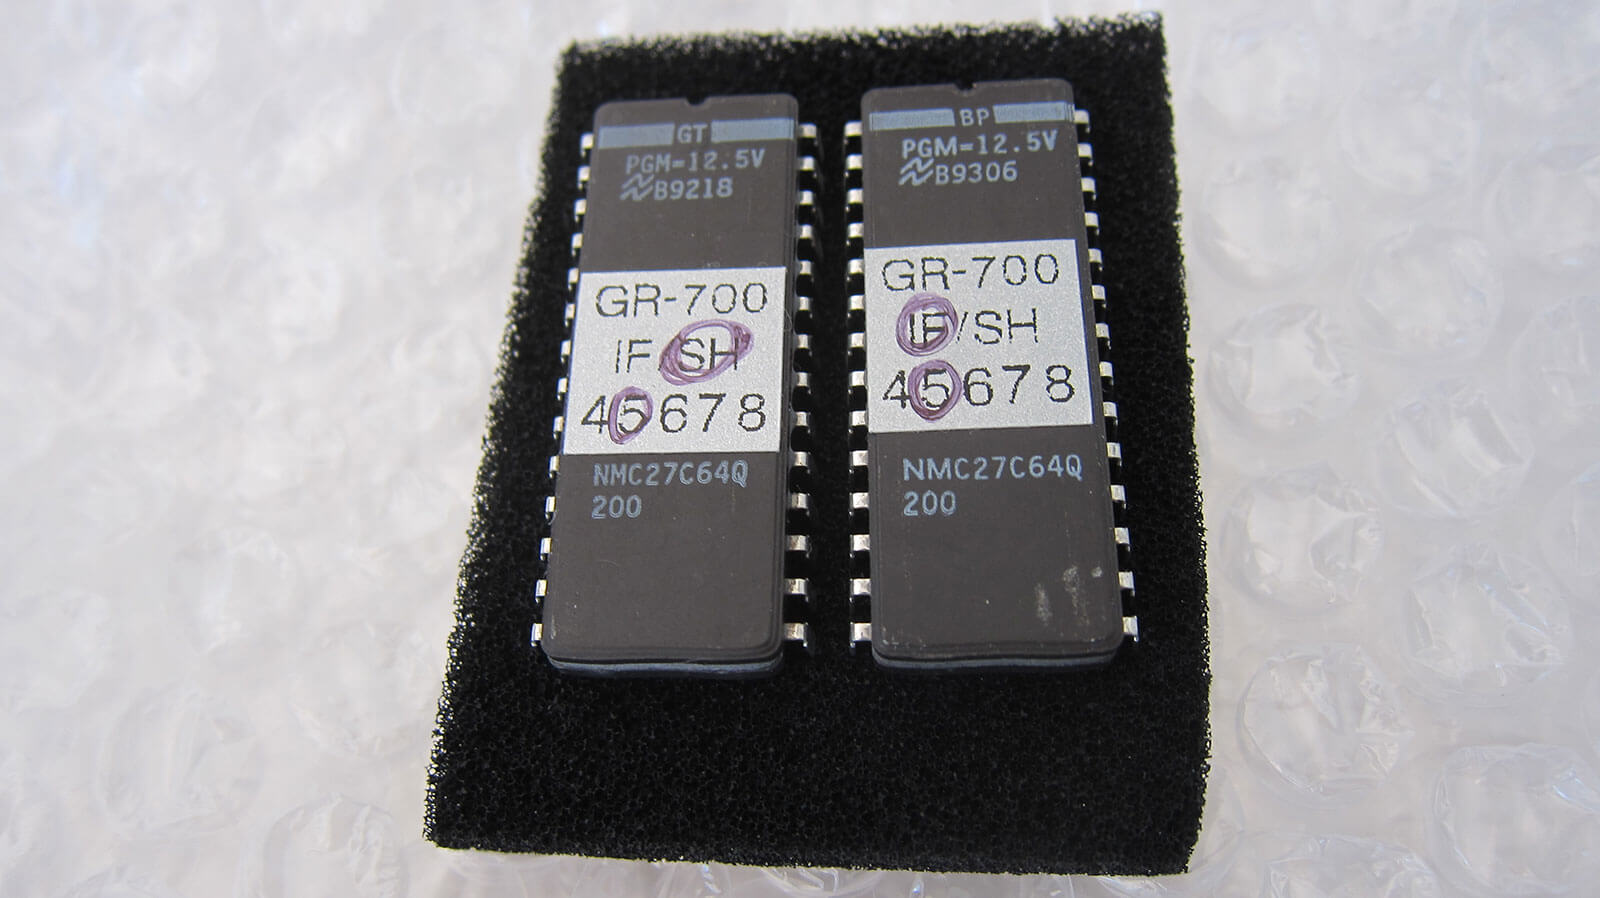 GT
PGM=12.5V
B9218
GR-700
IF/SH
45678
NMC27C64Q
200
BP
PGM=12.5V
B9306
GR-700
IF/SH
45678
NMC27C64Q
200